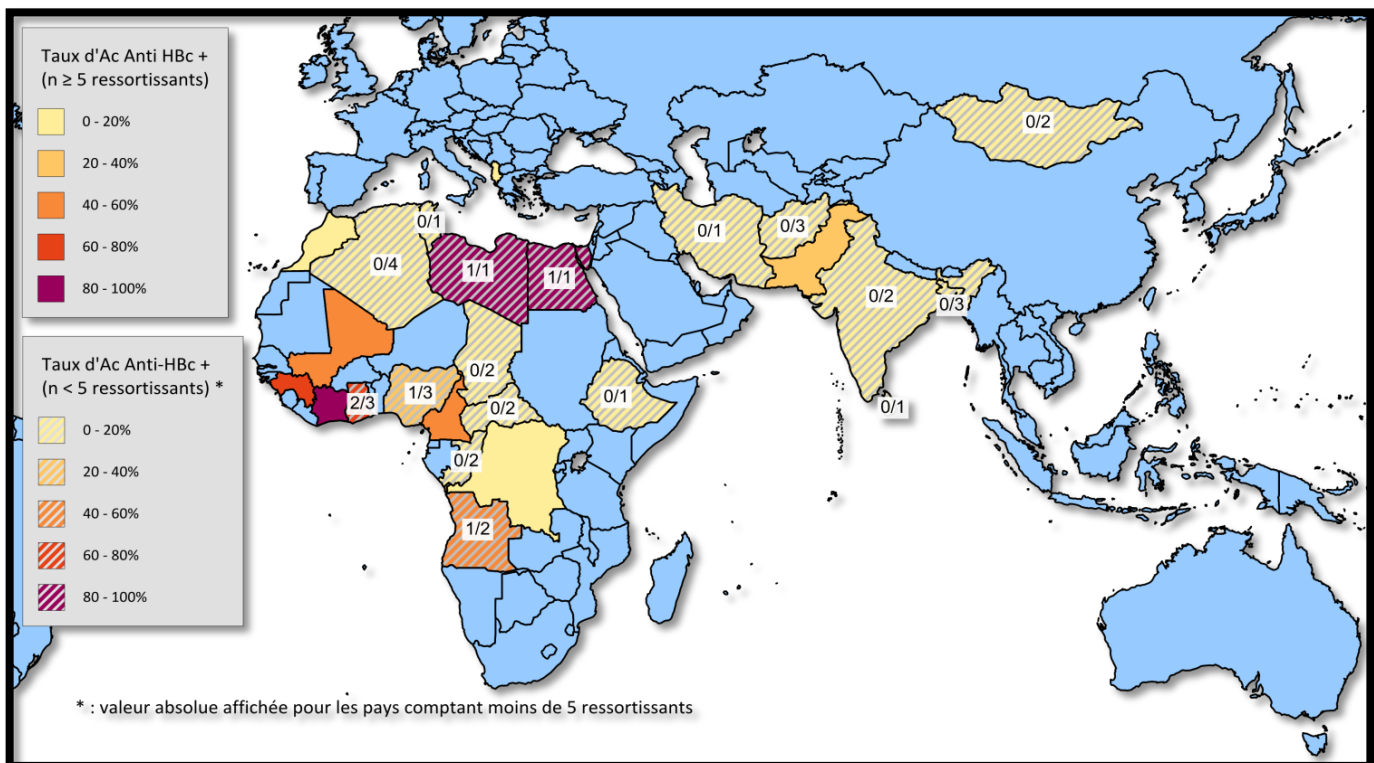 Taux d'Ac Anti HBc +
(n ≥ 5 ressortissants)
0 - 20%
20 - 40%
40 - 60%
60 - 80%
80 - 100%
Taux d'Ac Anti-HBc +
(n < 5 ressortissants) *
0 - 20%
20 - 40%
40 - 60%
60 - 80%
80 - 100%
0/2
0/1
0/4
1/1
1/1
0/1
0/3
0/2
0/3
0/1
0/2
0/1
2/3
1/3
0/2
0/2
1/2
* : valeur absolue affichée pour les pays comptant moins de 5 ressortissants